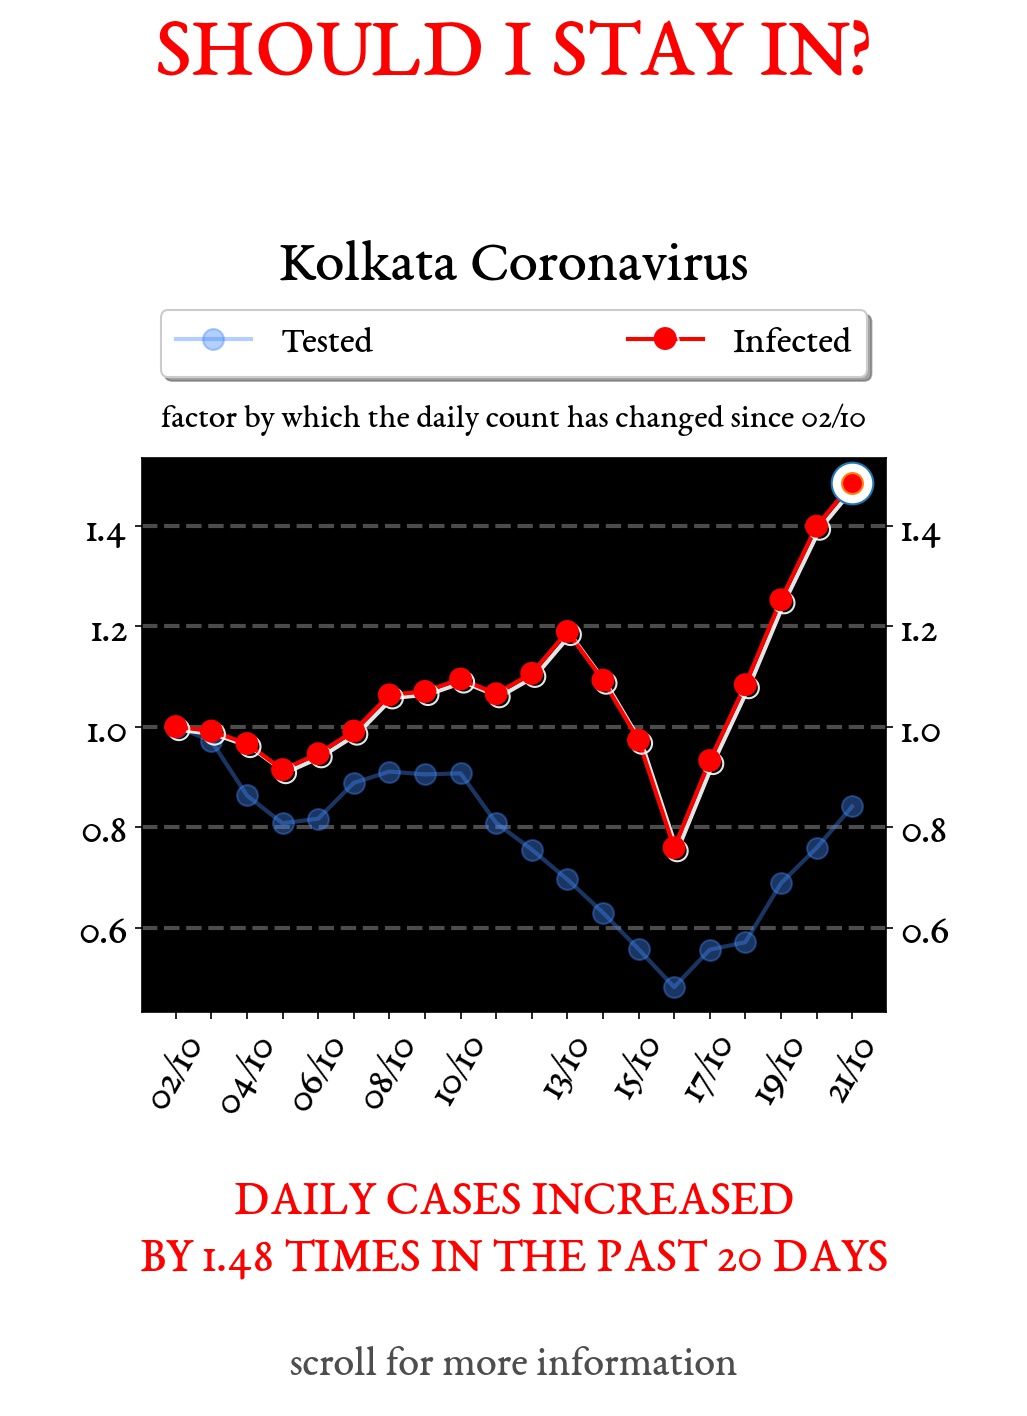 SHOULD I STAY IN?
Kolkata Coronavirus
Tested Infected
factor by which the daily count has changed since 02/10
1.4 1.4
1.2 1.2
1.0 1.0
0.8 0.8
0.6 0.6
02/10 04/10 06/10 08/10 10/10 13/10 15/10 17/10 19/10 21/10
DAILY CASES INCREASED
BY 1.48 TIMES IN THE PAST 20 DAYS
scroll for more information